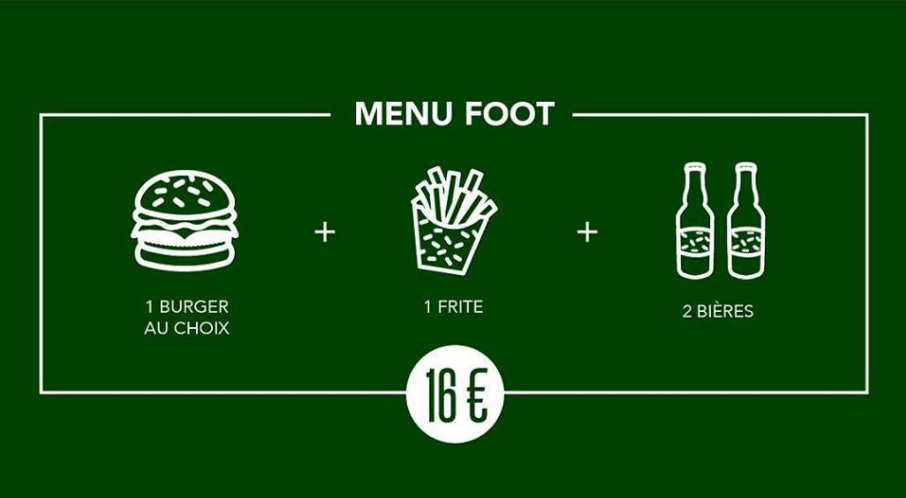 MENU FOOT
+
+
1 BURGER
AU CHOIX
1 FRITE
2 BIÈRES
16 €